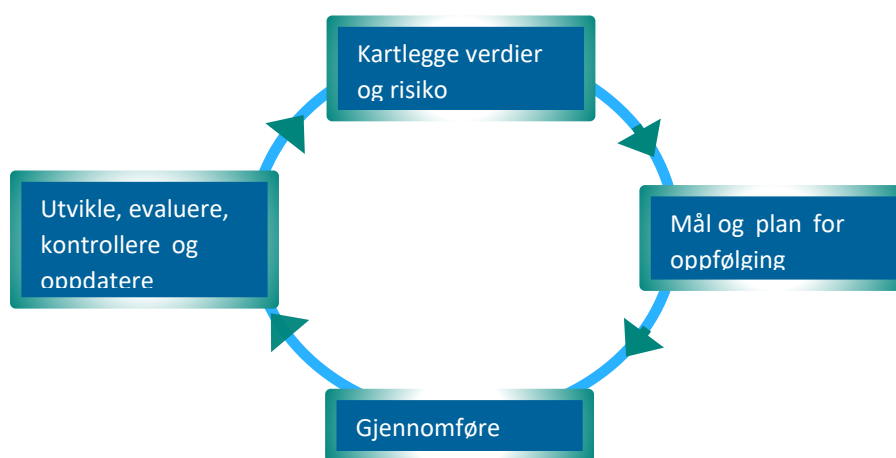 Kartlegge verdier
og risiko
Mål og plan for
oppfølging
Gjennomføre
Utvikle, evaluere,
kontrollere og
oppdatere